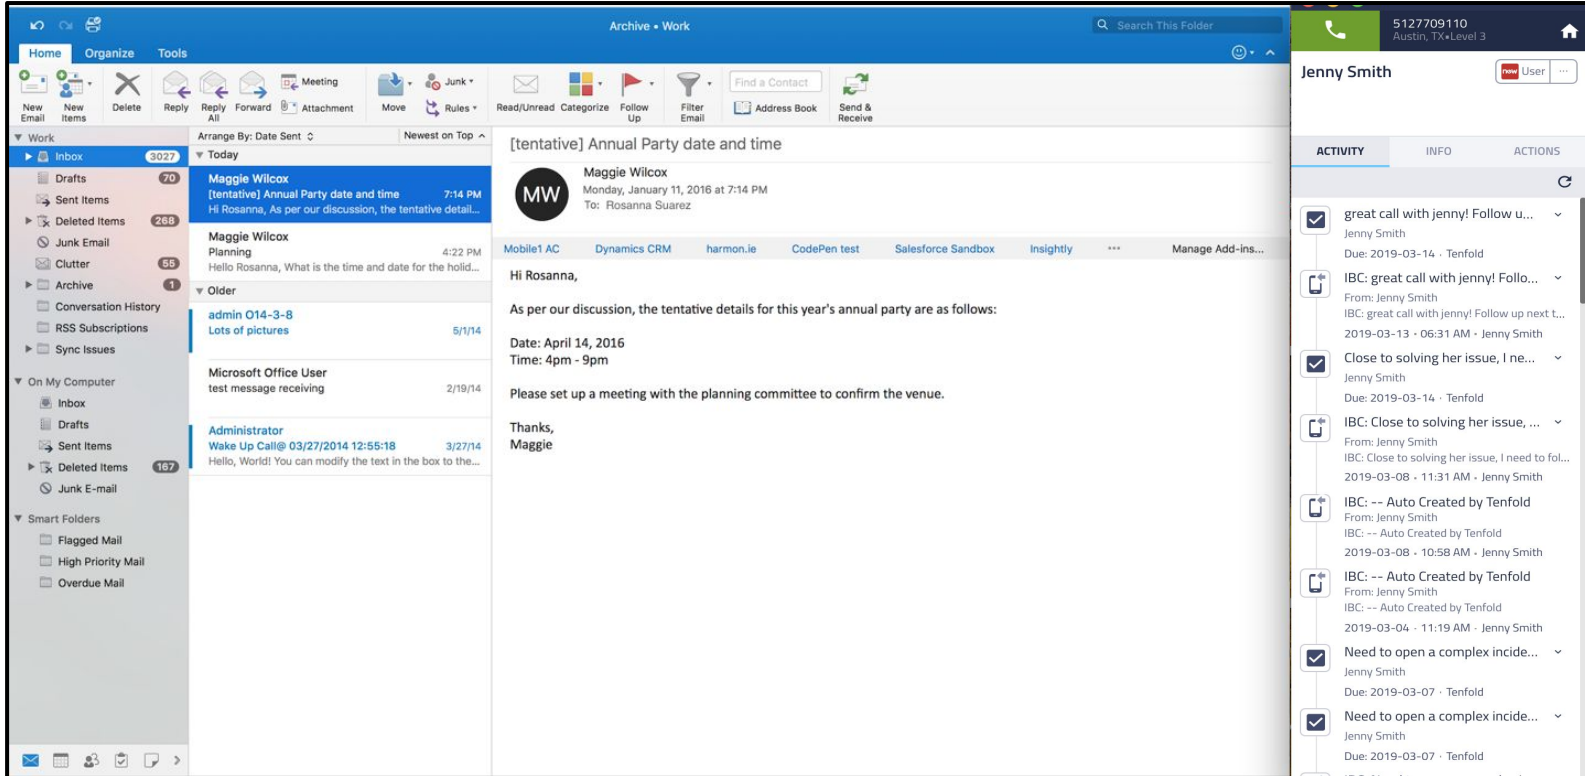 Archive • Work
Search This Folder
Home Organize Tools
New Email
New Items
Delete
Reply
Reply All
Forward
Meeting
Attachment
Move
Junk
Rules
Read/Unread
Categorize
Follow Up
Filter Email
Find a Contact
Address Book
Send & Receive
Work
Inbox 3027
Drafts 70
Sent Items
Deleted Items 268
Junk Email
Clutter 55
Archive 1
Conversation History
RSS Subscriptions
Sync Issues
On My Computer
Inbox
Drafts
Sent Items
Deleted Items 167
Junk E-mail
Smart Folders
Flagged Mail
High Priority Mail
Overdue Mail
Arrange By: Date Sent Newest on Top
Today
Maggie Wilcox
[tentative] Annual Party date and time 7:14 PM
Hi Rosanna, As per our discussion, the tentative detail...
Maggie Wilcox
Planning 4:22 PM
Hello Rosanna, What is the time and date for the holid...
Older
admin O14-3-8
Lots of pictures 5/1/14
Microsoft Office User
test message receiving 2/19/14
Administrator
Wake Up Call@ 03/27/2014 12:55:18 3/27/14
Hello, World! You can modify the text in the box to the...
[tentative] Annual Party date and time
MW
Maggie Wilcox
Monday, January 11, 2016 at 7:14 PM
To: Rosanna Suarez
Mobile1 AC Dynamics CRM harmon.ie CodePen test Salesforce Sandbox Insightly ••• Manage Add-ins...
Hi Rosanna,
As per our discussion, the tentative details for this year's annual party are as follows:
Date: April 14, 2016
Time: 4pm - 9pm
Please set up a meeting with the planning committee to confirm the venue.
Thanks,
Maggie
5127709110
Austin, TX•Level 3
Jenny Smith
now User ...
ACTIVITY INFO ACTIONS
great call with jenny! Follow u...
Jenny Smith
Due: 2019-03-14 · Tenfold
IBC: great call with jenny! Follo...
From: Jenny Smith
IBC: great call with jenny! Follow up next t...
2019-03-13 · 06:31 AM · Jenny Smith
Close to solving her issue, I ne...
Jenny Smith
Due: 2019-03-14 · Tenfold
IBC: Close to solving her issue, ...
From: Jenny Smith
IBC: Close to solving her issue, I need to fol...
2019-03-08 · 11:31 AM · Jenny Smith
IBC: -- Auto Created by Tenfold
From: Jenny Smith
IBC: -- Auto Created by Tenfold
2019-03-08 · 10:58 AM · Jenny Smith
IBC: -- Auto Created by Tenfold
From: Jenny Smith
IBC: -- Auto Created by Tenfold
2019-03-04 · 11:19 AM · Jenny Smith
Need to open a complex incide...
Jenny Smith
Due: 2019-03-07 · Tenfold
Need to open a complex incide...
Jenny Smith
Due: 2019-03-07 · Tenfold